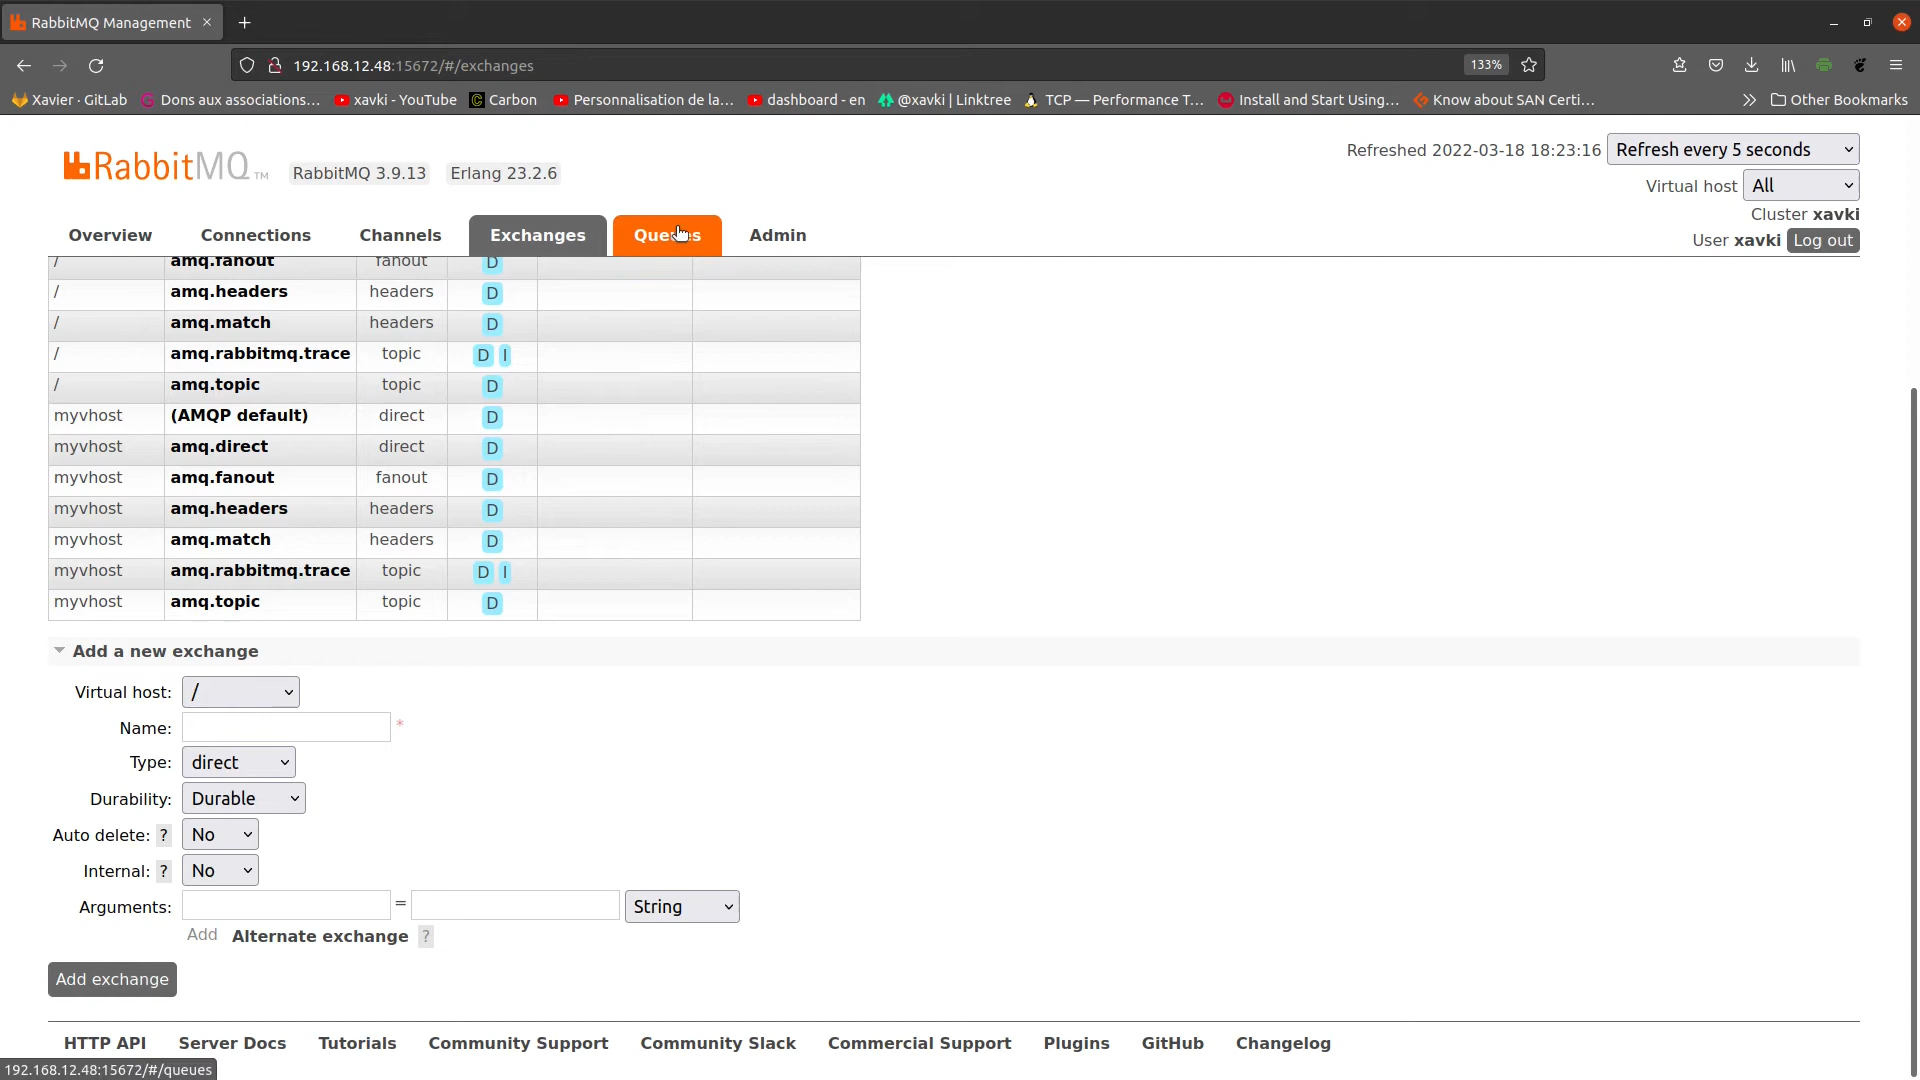 RabbitMQ Management
192.168.12.48:15672/#/exchanges
133%
Xavier · GitLab
Dons aux associations…
xavki - YouTube
Carbon
Personnalisation de la…
dashboard - en
@xavki | Linktree
TCP — Performance T…
Install and Start Using…
Know about SAN Certi…
Other Bookmarks
RabbitMQ TM
RabbitMQ 3.9.13
Erlang 23.2.6
Refreshed 2022-03-18 18:23:16
Refresh every 5 seconds
Virtual host All
Cluster xavki
User xavki Log out
Overview
Connections
Channels
Exchanges
Queues
Admin
/ amq.fanout fanout D
/ amq.headers headers D
/ amq.match headers D
/ amq.rabbitmq.trace topic D I
/ amq.topic topic D
myvhost (AMQP default) direct D
myvhost amq.direct direct D
myvhost amq.fanout fanout D
myvhost amq.headers headers D
myvhost amq.match headers D
myvhost amq.rabbitmq.trace topic D I
myvhost amq.topic topic D
Add a new exchange
Virtual host: /
Name: *
Type: direct
Durability: Durable
Auto delete: ? No
Internal: ? No
Arguments: = String
Add Alternate exchange ?
Add exchange
HTTP API
Server Docs
Tutorials
Community Support
Community Slack
Commercial Support
Plugins
GitHub
Changelog
192.168.12.48:15672/#/queues